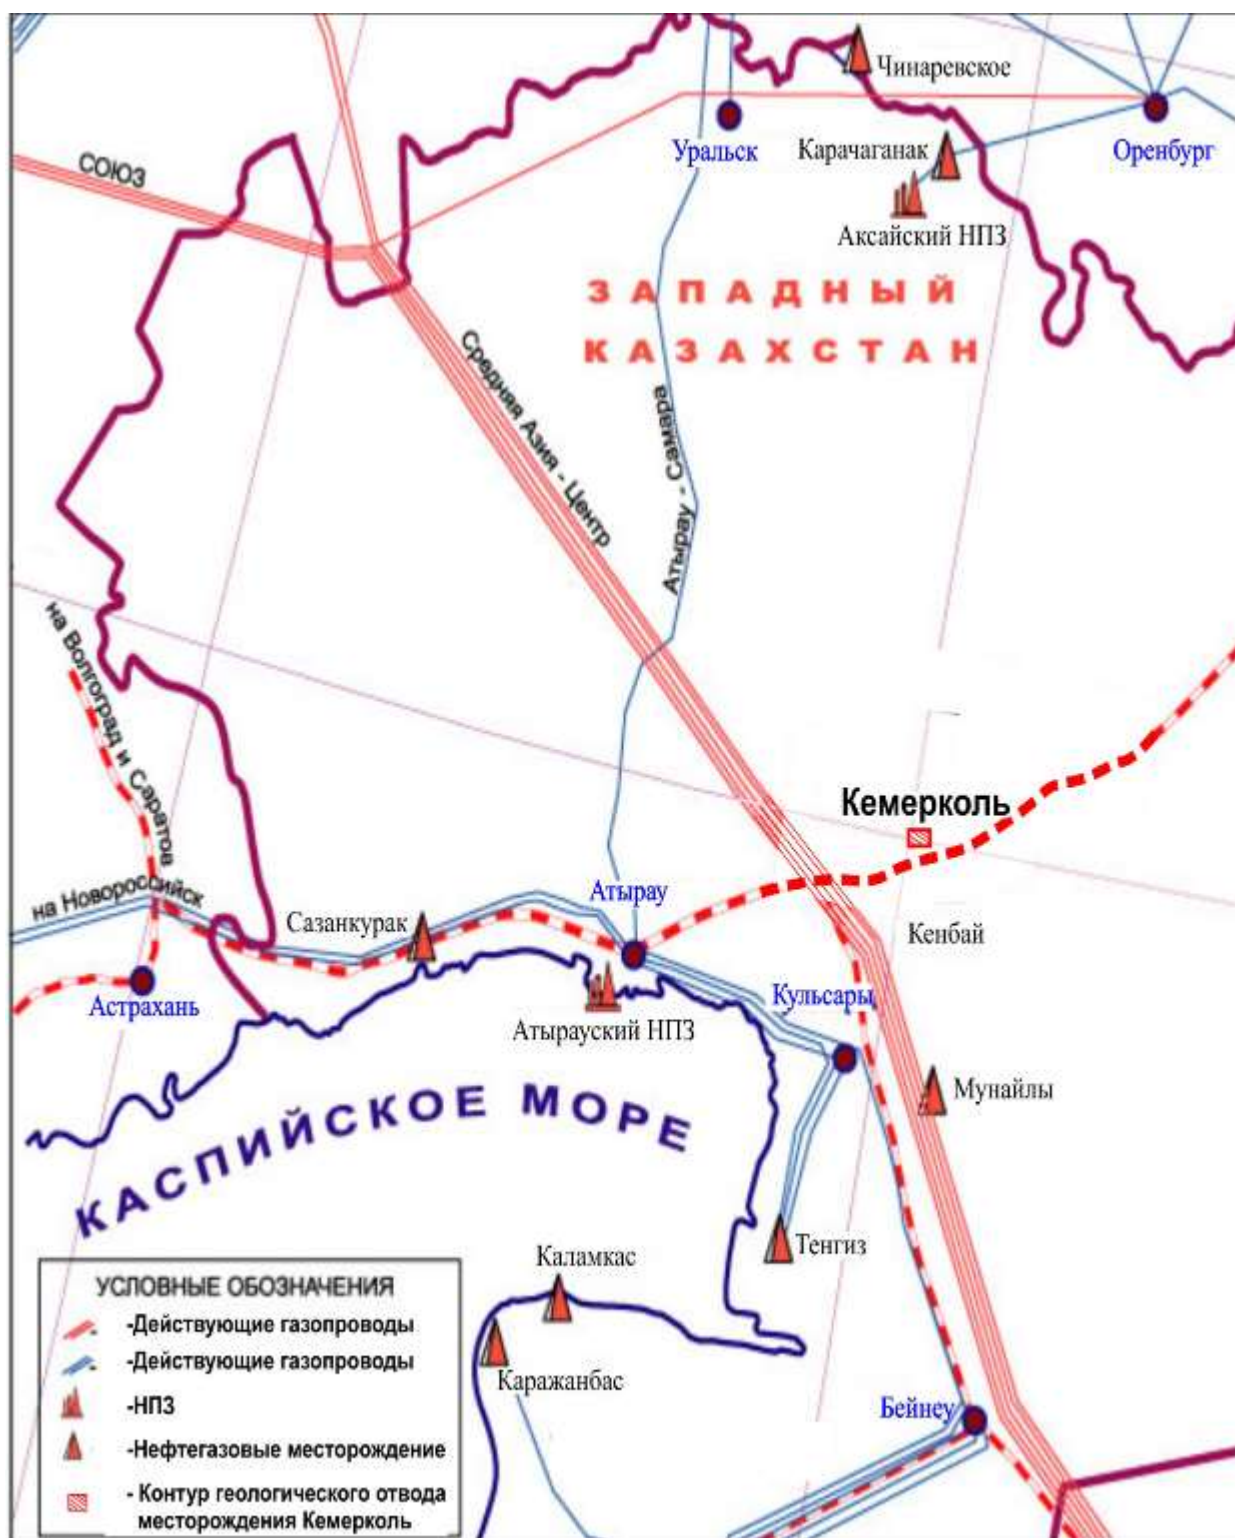 Чинаревское
Уральск
Карачаганак
Оренбург
СОЮЗ
Аксайский НПЗ
ЗАПАДНЫЙ
КАЗАХСТАН
Средняя Азия - Центр
Атырау - Самара
на Волгоград и Саратов
Кемерколь
на Новороссийск
Атырау
Сазанкурак
Кенбай
Астрахань
Кульсары
Атырауский НПЗ
Мунайлы
КАСПИЙСКОЕ МОРЕ
Тенгиз
Каламкас
Каражанбас
Бейнеу
УСЛОВНЫЕ ОБОЗНАЧЕНИЯ
-Действующие газопроводы
-Действующие газопроводы
-НПЗ
-Нефтегазовые месторождение
- Контур геологического отвода
месторождения Кемерколь